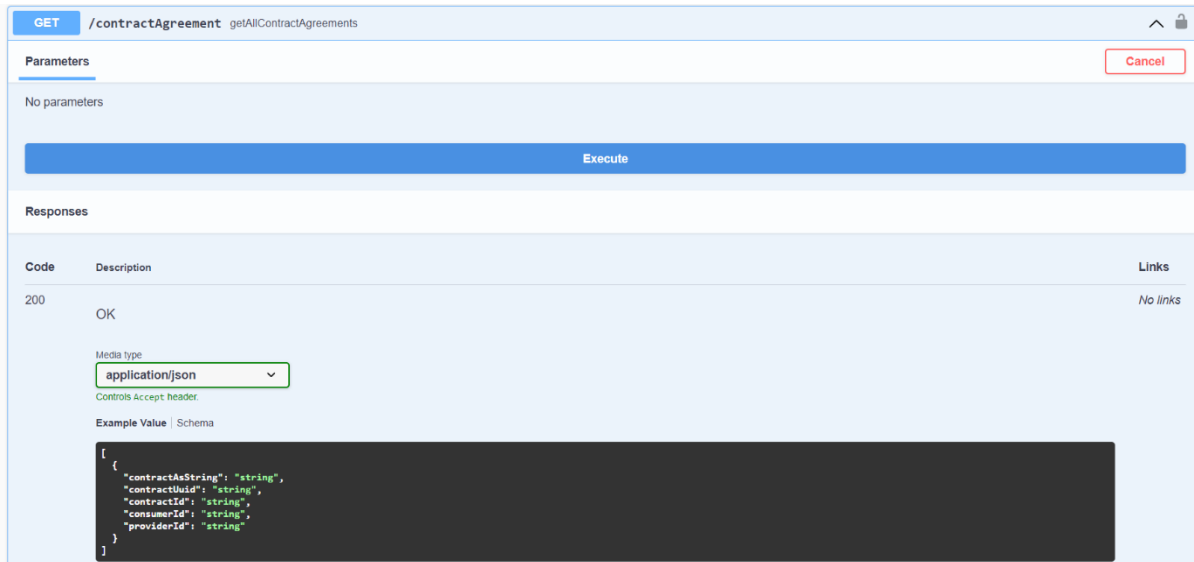 GET /contractAgreement getAllContractAgreements
Parameters
Cancel
No parameters
Execute
Responses
Code Description Links
200 OK No links
Media type
application/json
Controls Accept header.
Example Value | Schema
[
  {
    "contractAsString": "string",
    "contractUuid": "string",
    "contractId": "string",
    "consumerId": "string",
    "providerId": "string"
  }
]